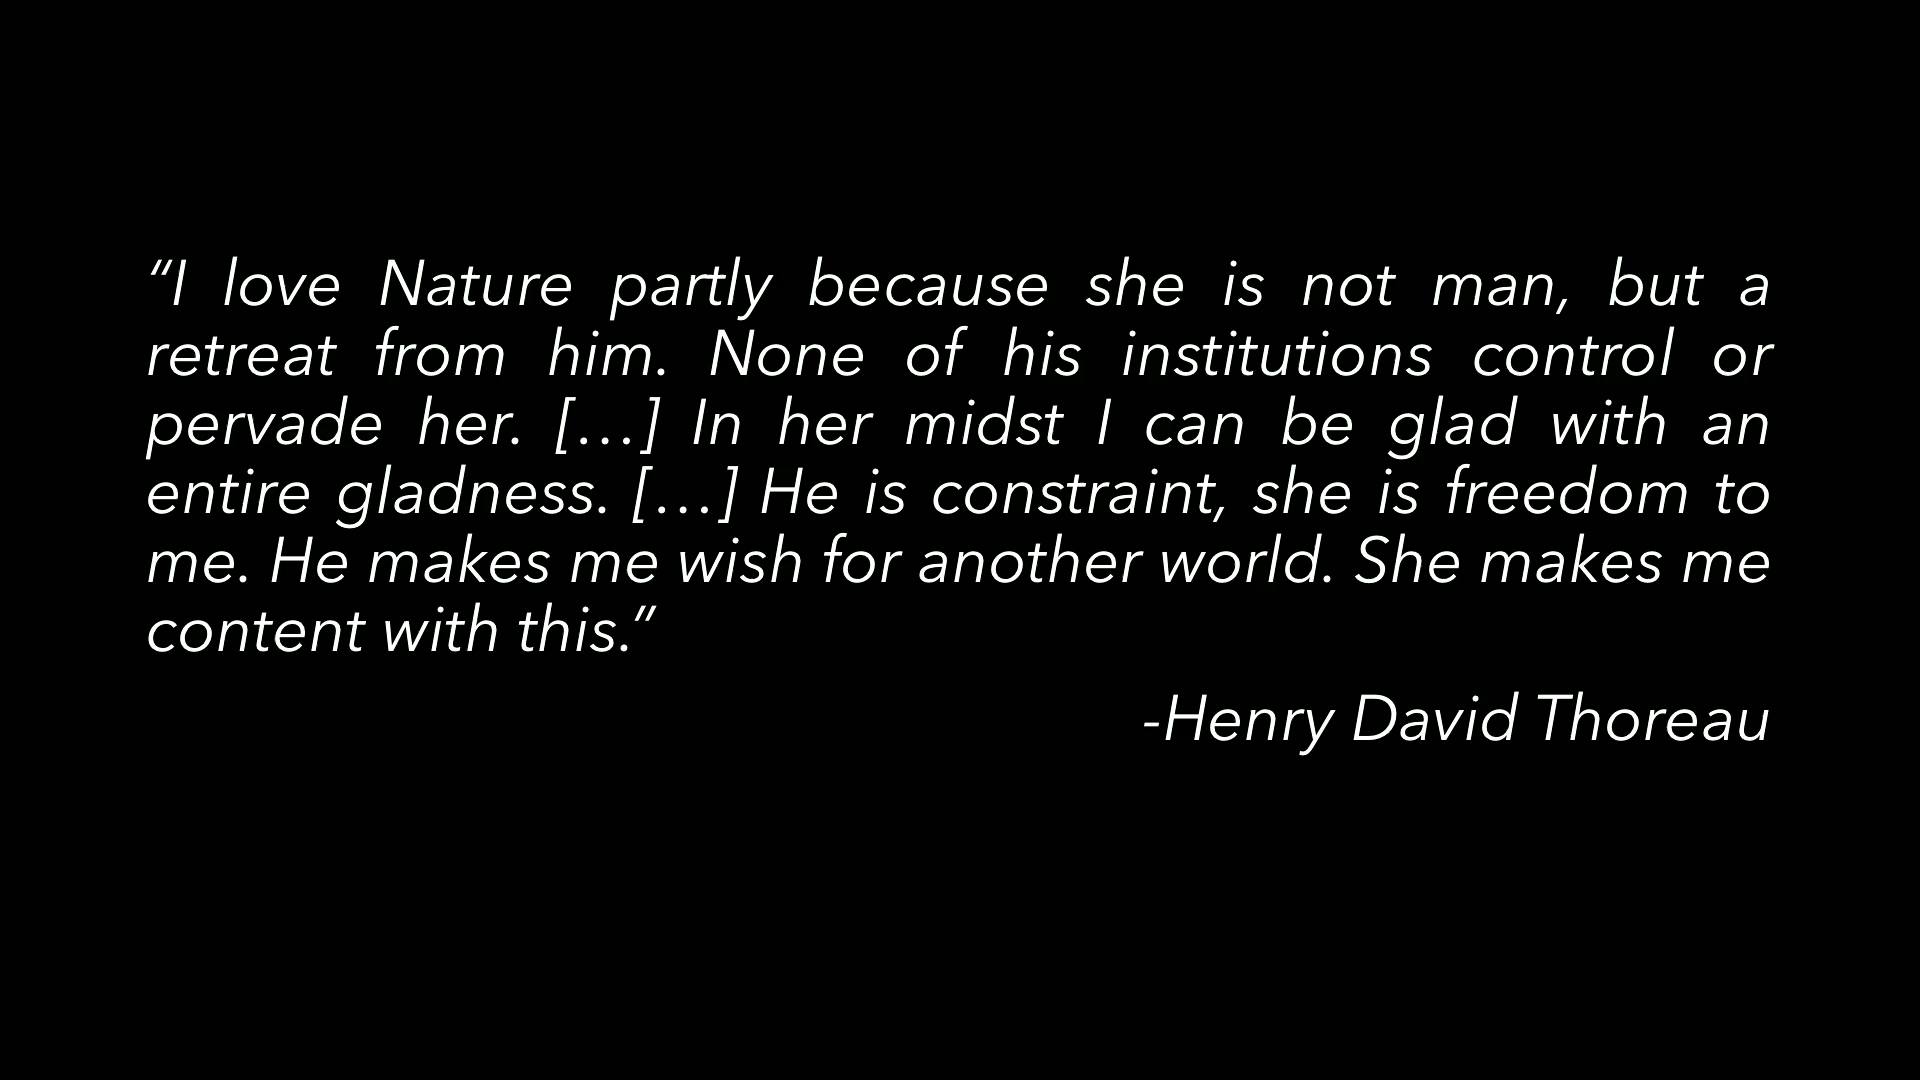 “I love Nature partly because she is not man, but a
retreat from him. None of his institutions control or
pervade her. […] In her midst I can be glad with an
entire gladness. […] He is constraint, she is freedom to
me. He makes me wish for another world. She makes me
content with this.”
-Henry David Thoreau